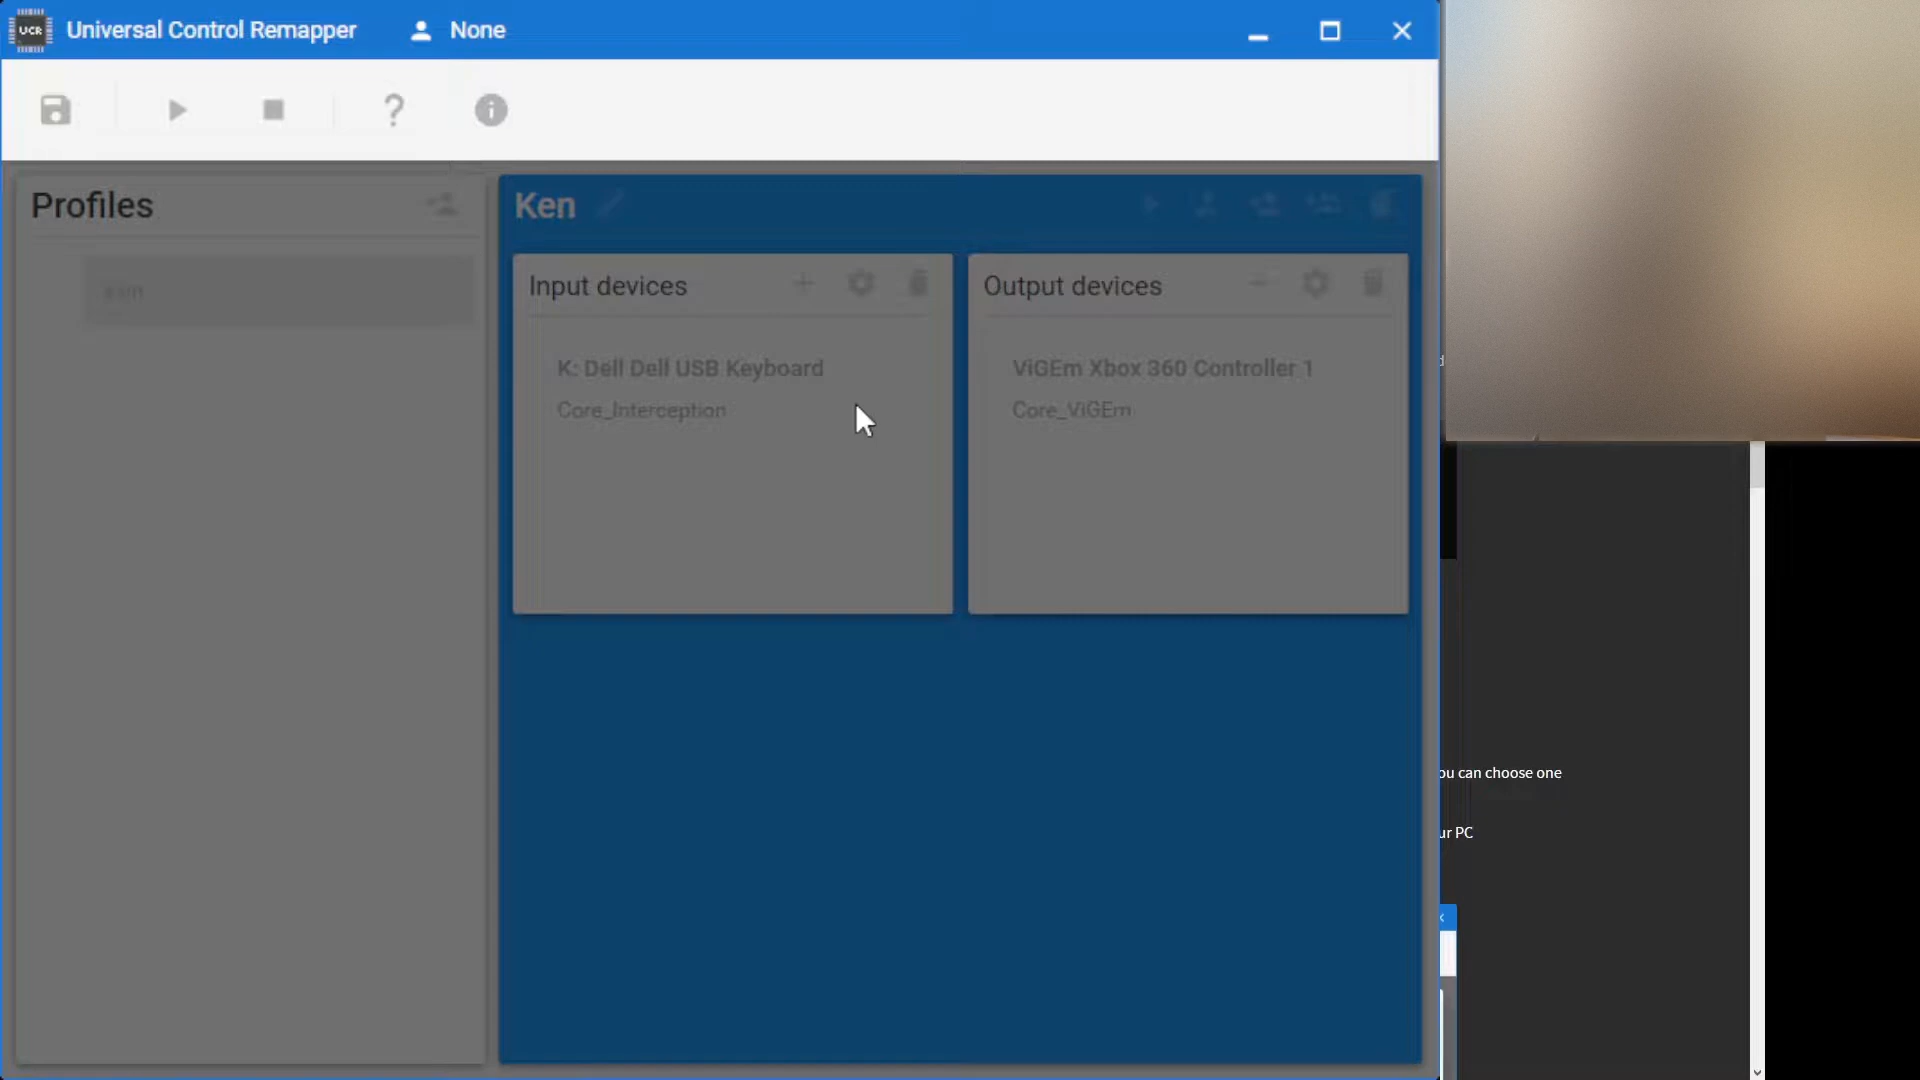 UCR
Universal Control Remapper
None
Profiles
Ken
Input devices
Output devices
K: Dell Dell USB Keyboard
Core_Interception
ViGEm Xbox 360 Controller 1
Core_ViGEm
d
ou can choose one
ur PC